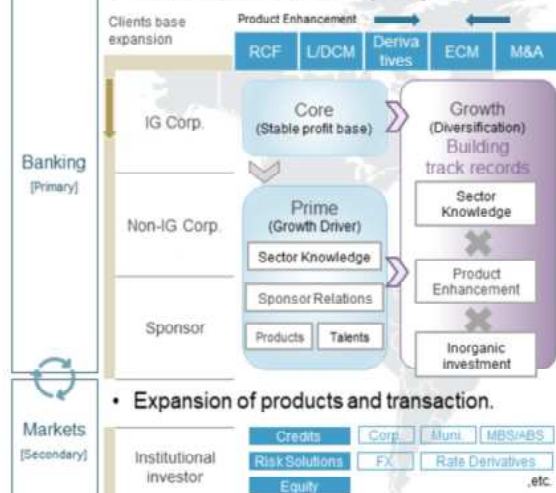 Clients base
expansion
Product Enhancement
RCF
L/DCM
Deriva
tives
ECM
M&A
Banking
[Primary]
IG Corp.
Non-IG Corp.
Sponsor
Core
(Stable profit base)
Prime
(Growth Driver)
Sector Knowledge
Sponsor Relations
Products
Talents
Growth
(Diversification)
Building
track records
Sector
Knowledge
Product
Enhancement
Inorganic
investment
• Expansion of products and transaction.
Markets
[Secondary]
Institutional
investor
Credits
Corp.
Muni.
MBS/ABS
Risk Solutions
FX
Rate Derivatives
Equity
,etc.